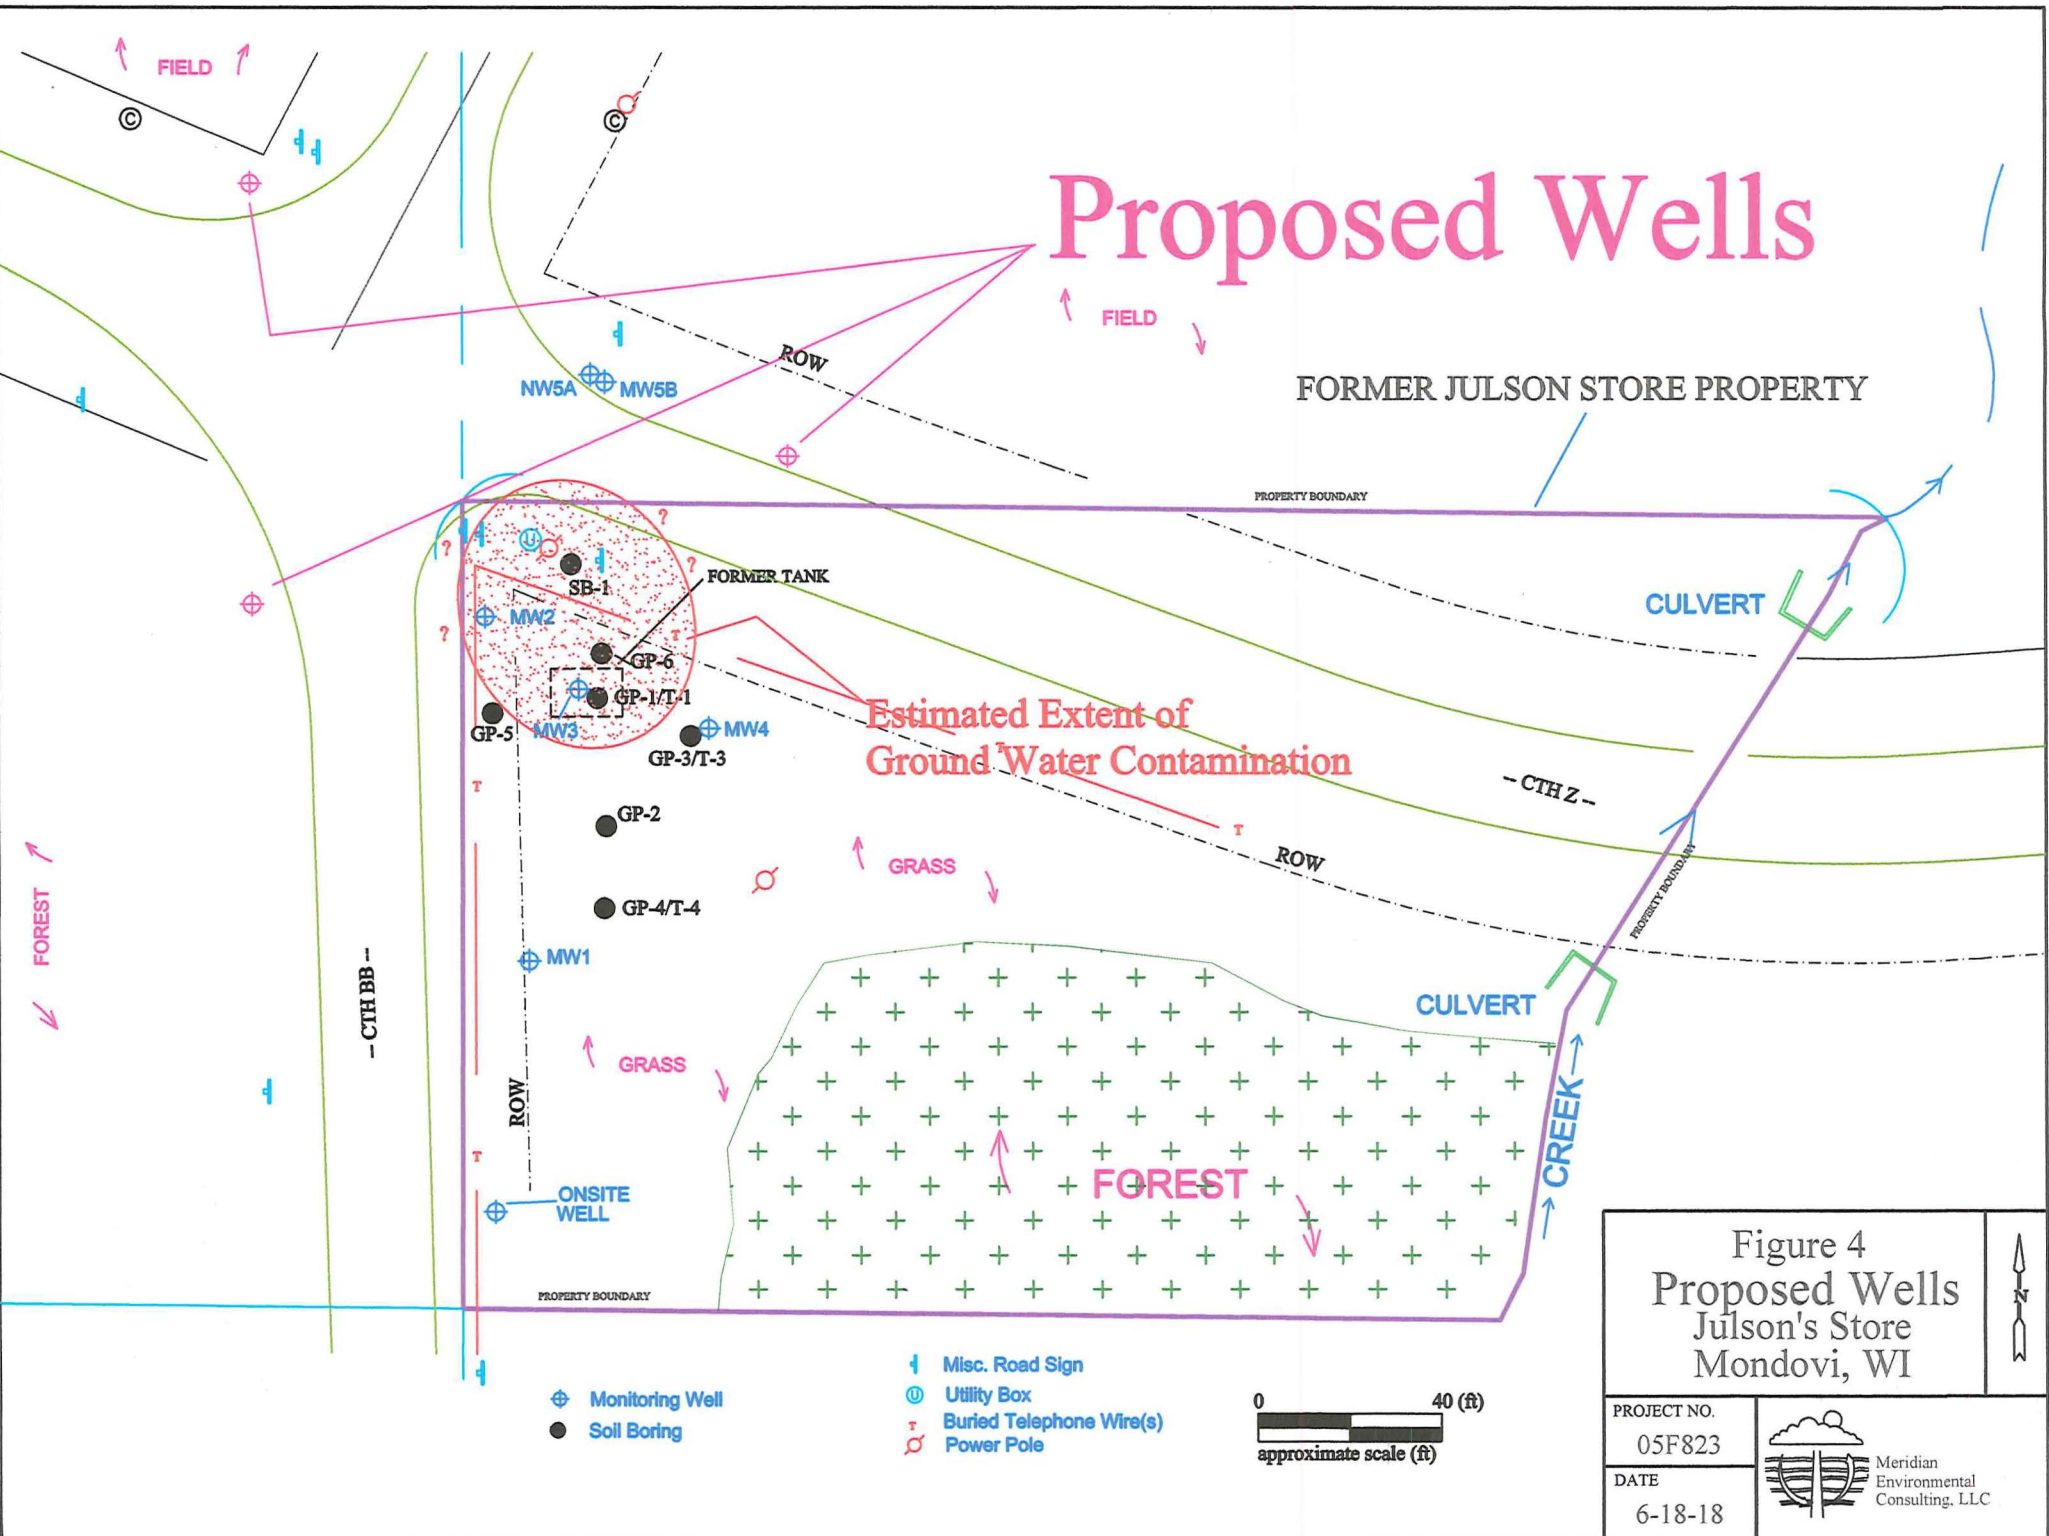 FIELD
©
©
Proposed Wells
FIELD
ROW
NW5A
MW5B
FORMER JULSON STORE PROPERTY
PROPERTY BOUNDARY
?
?
?
?
U
SB-1
FORMER TANK
MW2
T
GP-6
GP-1/T-1
GP-5
MW3
MW4
GP-3/T-3
CULVERT
Estimated Extent of
Ground Water Contamination
T
T
T
-- CTH Z --
GP-2
ROW
GRASS
PROPERTY BOUNDARY
GP-4/T-4
FOREST
-- CTH BB --
MW1
CULVERT
GRASS
ROW
CREEK
T
FOREST
ONSITE
WELL
PROPERTY BOUNDARY
Monitoring Well
Soil Boring
Misc. Road Sign
U
Utility Box
T
Buried Telephone Wire(s)
Power Pole
0 40 (ft)
approximate scale (ft)
Figure 4
Proposed Wells
Julson's Store
Mondovi, WI
N
PROJECT NO.
05F823
DATE
6-18-18
Meridian
Environmental
Consulting, LLC